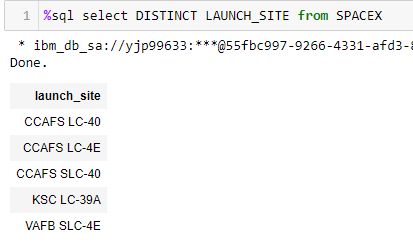 1 %sql select DISTINCT LAUNCH_SITE from SPACEX
* ibm_db_sa://yjp99633:***@55fbc997-9266-4331-afd3-
Done.
launch_site
CCAFS LC-40
CCAFS LC-4E
CCAFS SLC-40
KSC LC-39A
VAFB SLC-4E